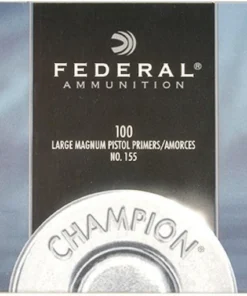 FEDERAL®
AMMUNITION
100
LARGE MAGNUM PISTOL PRIMERS/AMORCES
NO. 155
CHAMPION®